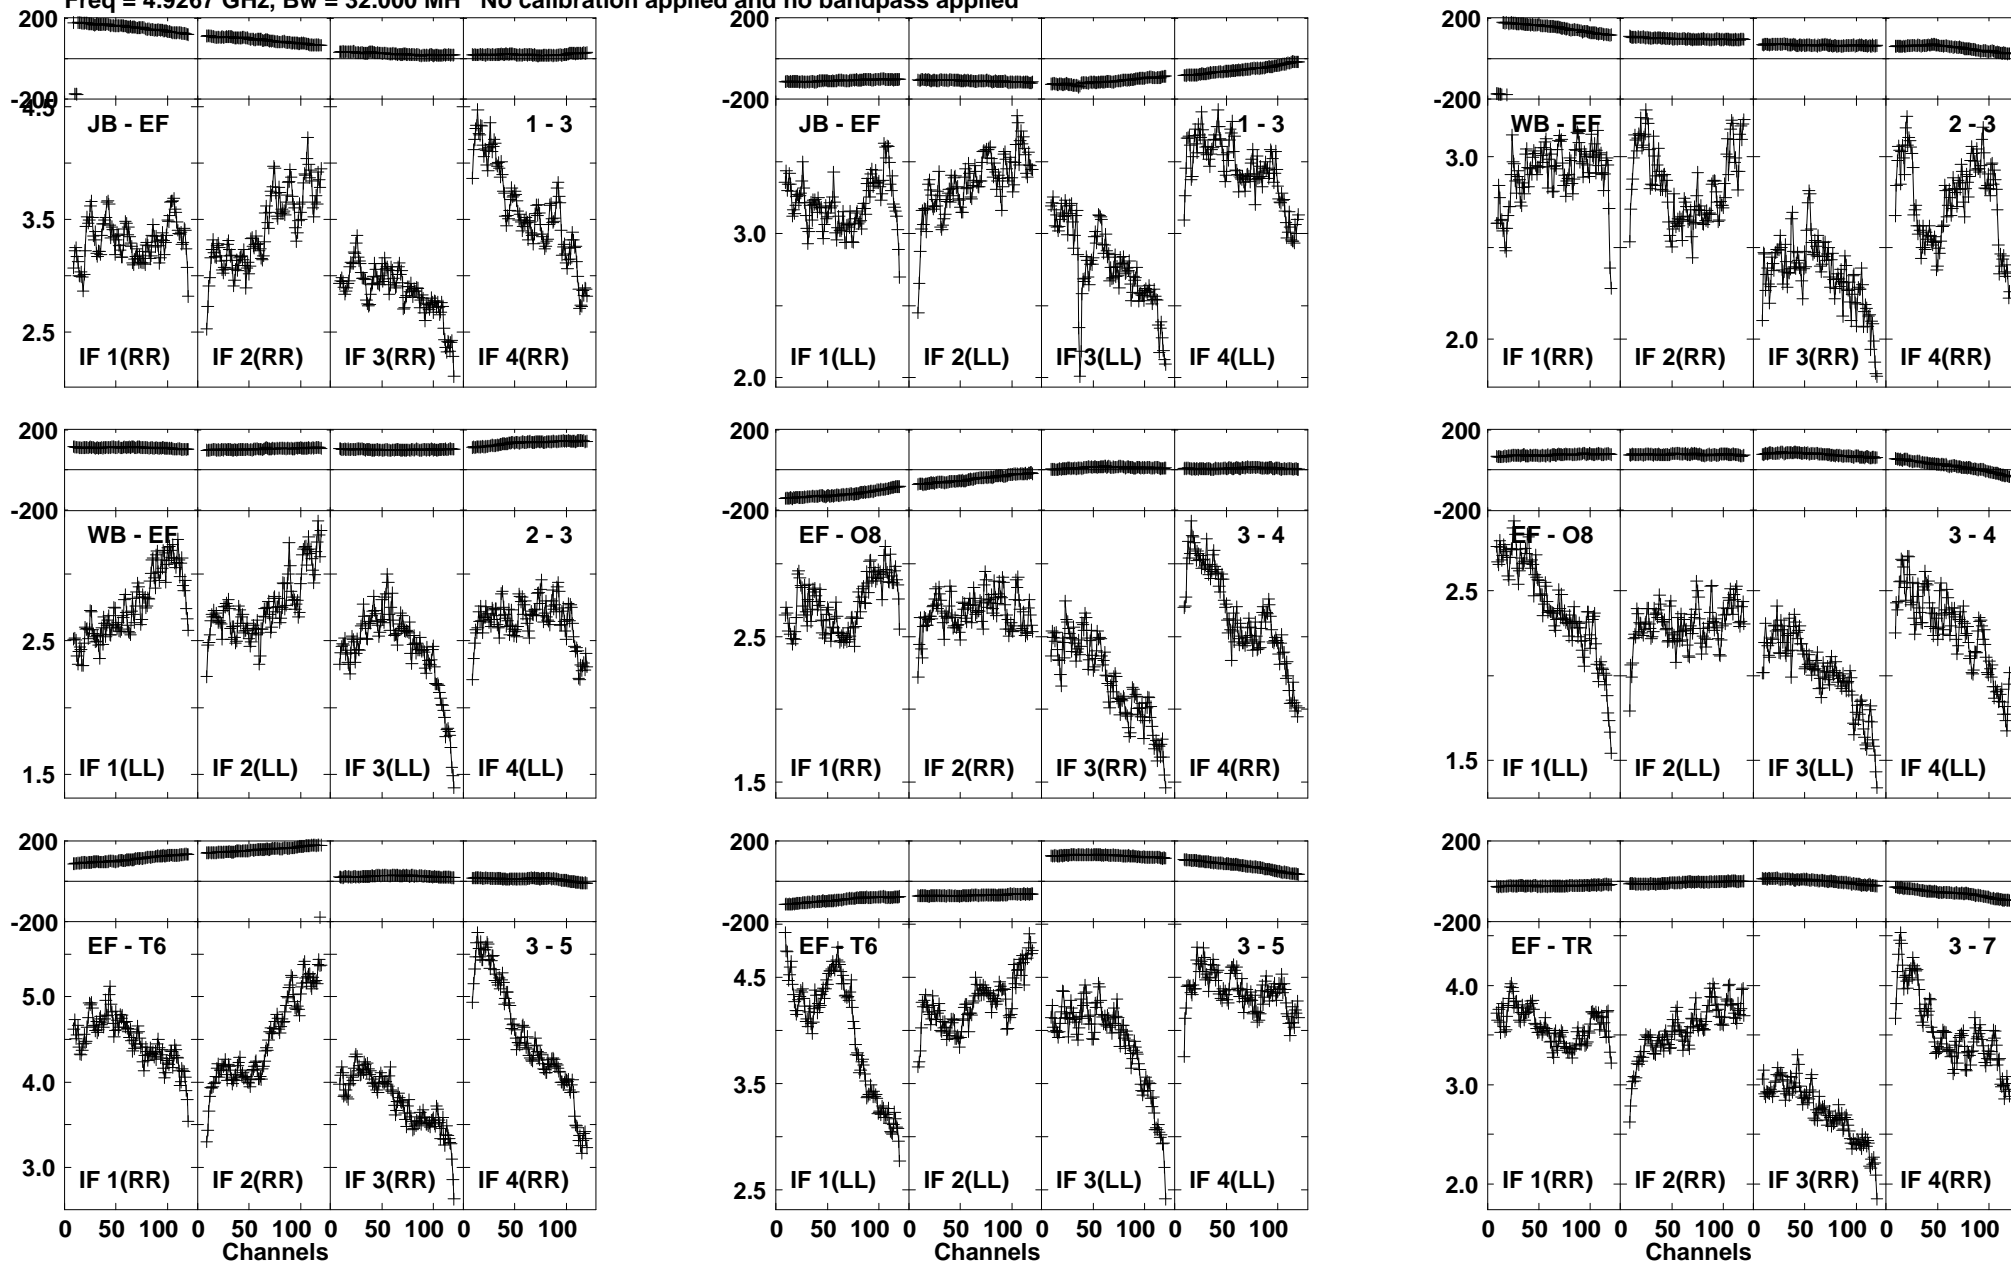 Freq = 4.9267 GHz, Bw = 32.000 MH   No calibration applied and no bandpass applied
200
-200
4.5
3.5
2.5
JB - EF
1 - 3
IF 1(RR)
IF 2(RR)
IF 3(RR)
IF 4(RR)
200
-200
3.0
2.0
JB - EF
1 - 3
IF 1(LL)
IF 2(LL)
IF 3(LL)
IF 4(LL)
200
-200
3.0
2.0
WB - EF
2 - 3
IF 1(RR)
IF 2(RR)
IF 3(RR)
IF 4(RR)
200
-200
2.5
1.5
WB - EF
2 - 3
IF 1(LL)
IF 2(LL)
IF 3(LL)
IF 4(LL)
200
-200
2.5
1.5
EF - O8
3 - 4
IF 1(RR)
IF 2(RR)
IF 3(RR)
IF 4(RR)
200
-200
2.5
1.5
EF - O8
3 - 4
IF 1(LL)
IF 2(LL)
IF 3(LL)
IF 4(LL)
200
-200
5.0
4.0
3.0
EF - T6
3 - 5
IF 1(RR)
IF 2(RR)
IF 3(RR)
IF 4(RR)
0 50 100 0 50 100 0 50 100 0 50 100
Channels
200
-200
4.5
3.5
2.5
EF - T6
3 - 5
IF 1(LL)
IF 2(LL)
IF 3(LL)
IF 4(LL)
0 50 100 0 50 100 0 50 100 0 50 100
Channels
200
-200
4.0
3.0
2.0
EF - TR
3 - 7
IF 1(RR)
IF 2(RR)
IF 3(RR)
IF 4(RR)
0 50 100 0 50 100 0 50 100 0 50 100
Channels